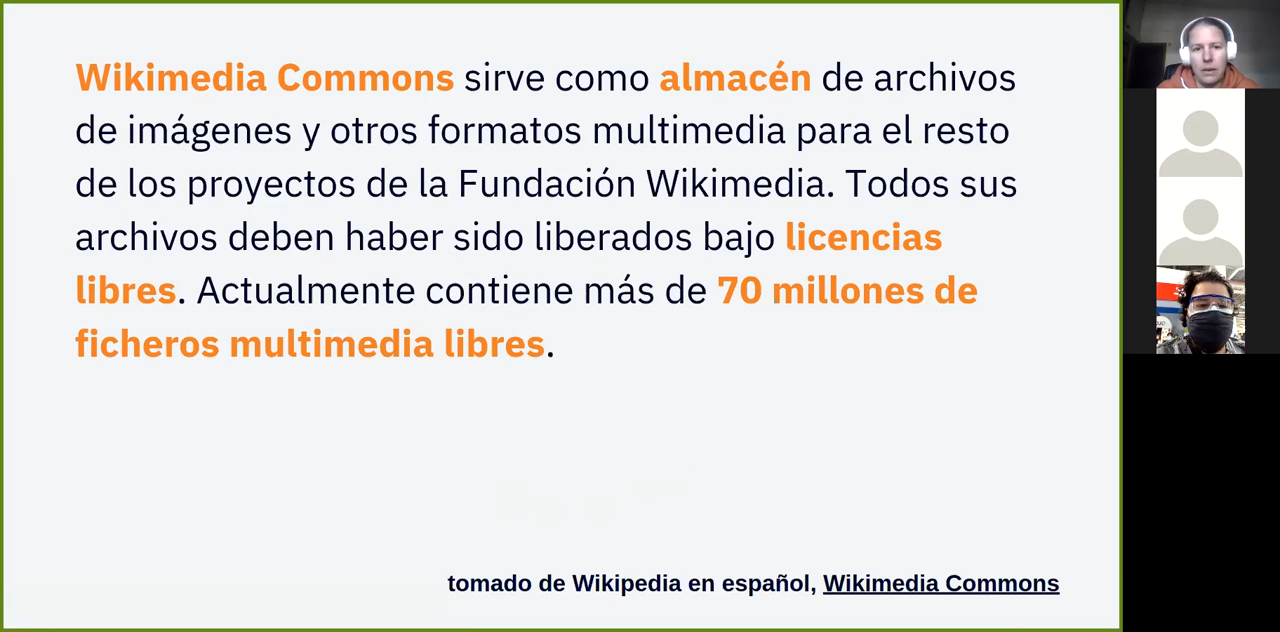 Wikimedia Commons sirve como almacén de archivos
de imágenes y otros formatos multimedia para el resto
de los proyectos de la Fundación Wikimedia. Todos sus
archivos deben haber sido liberados bajo licencias
libres. Actualmente contiene más de 70 millones de
ficheros multimedia libres.
tomado de Wikipedia en español, Wikimedia Commons